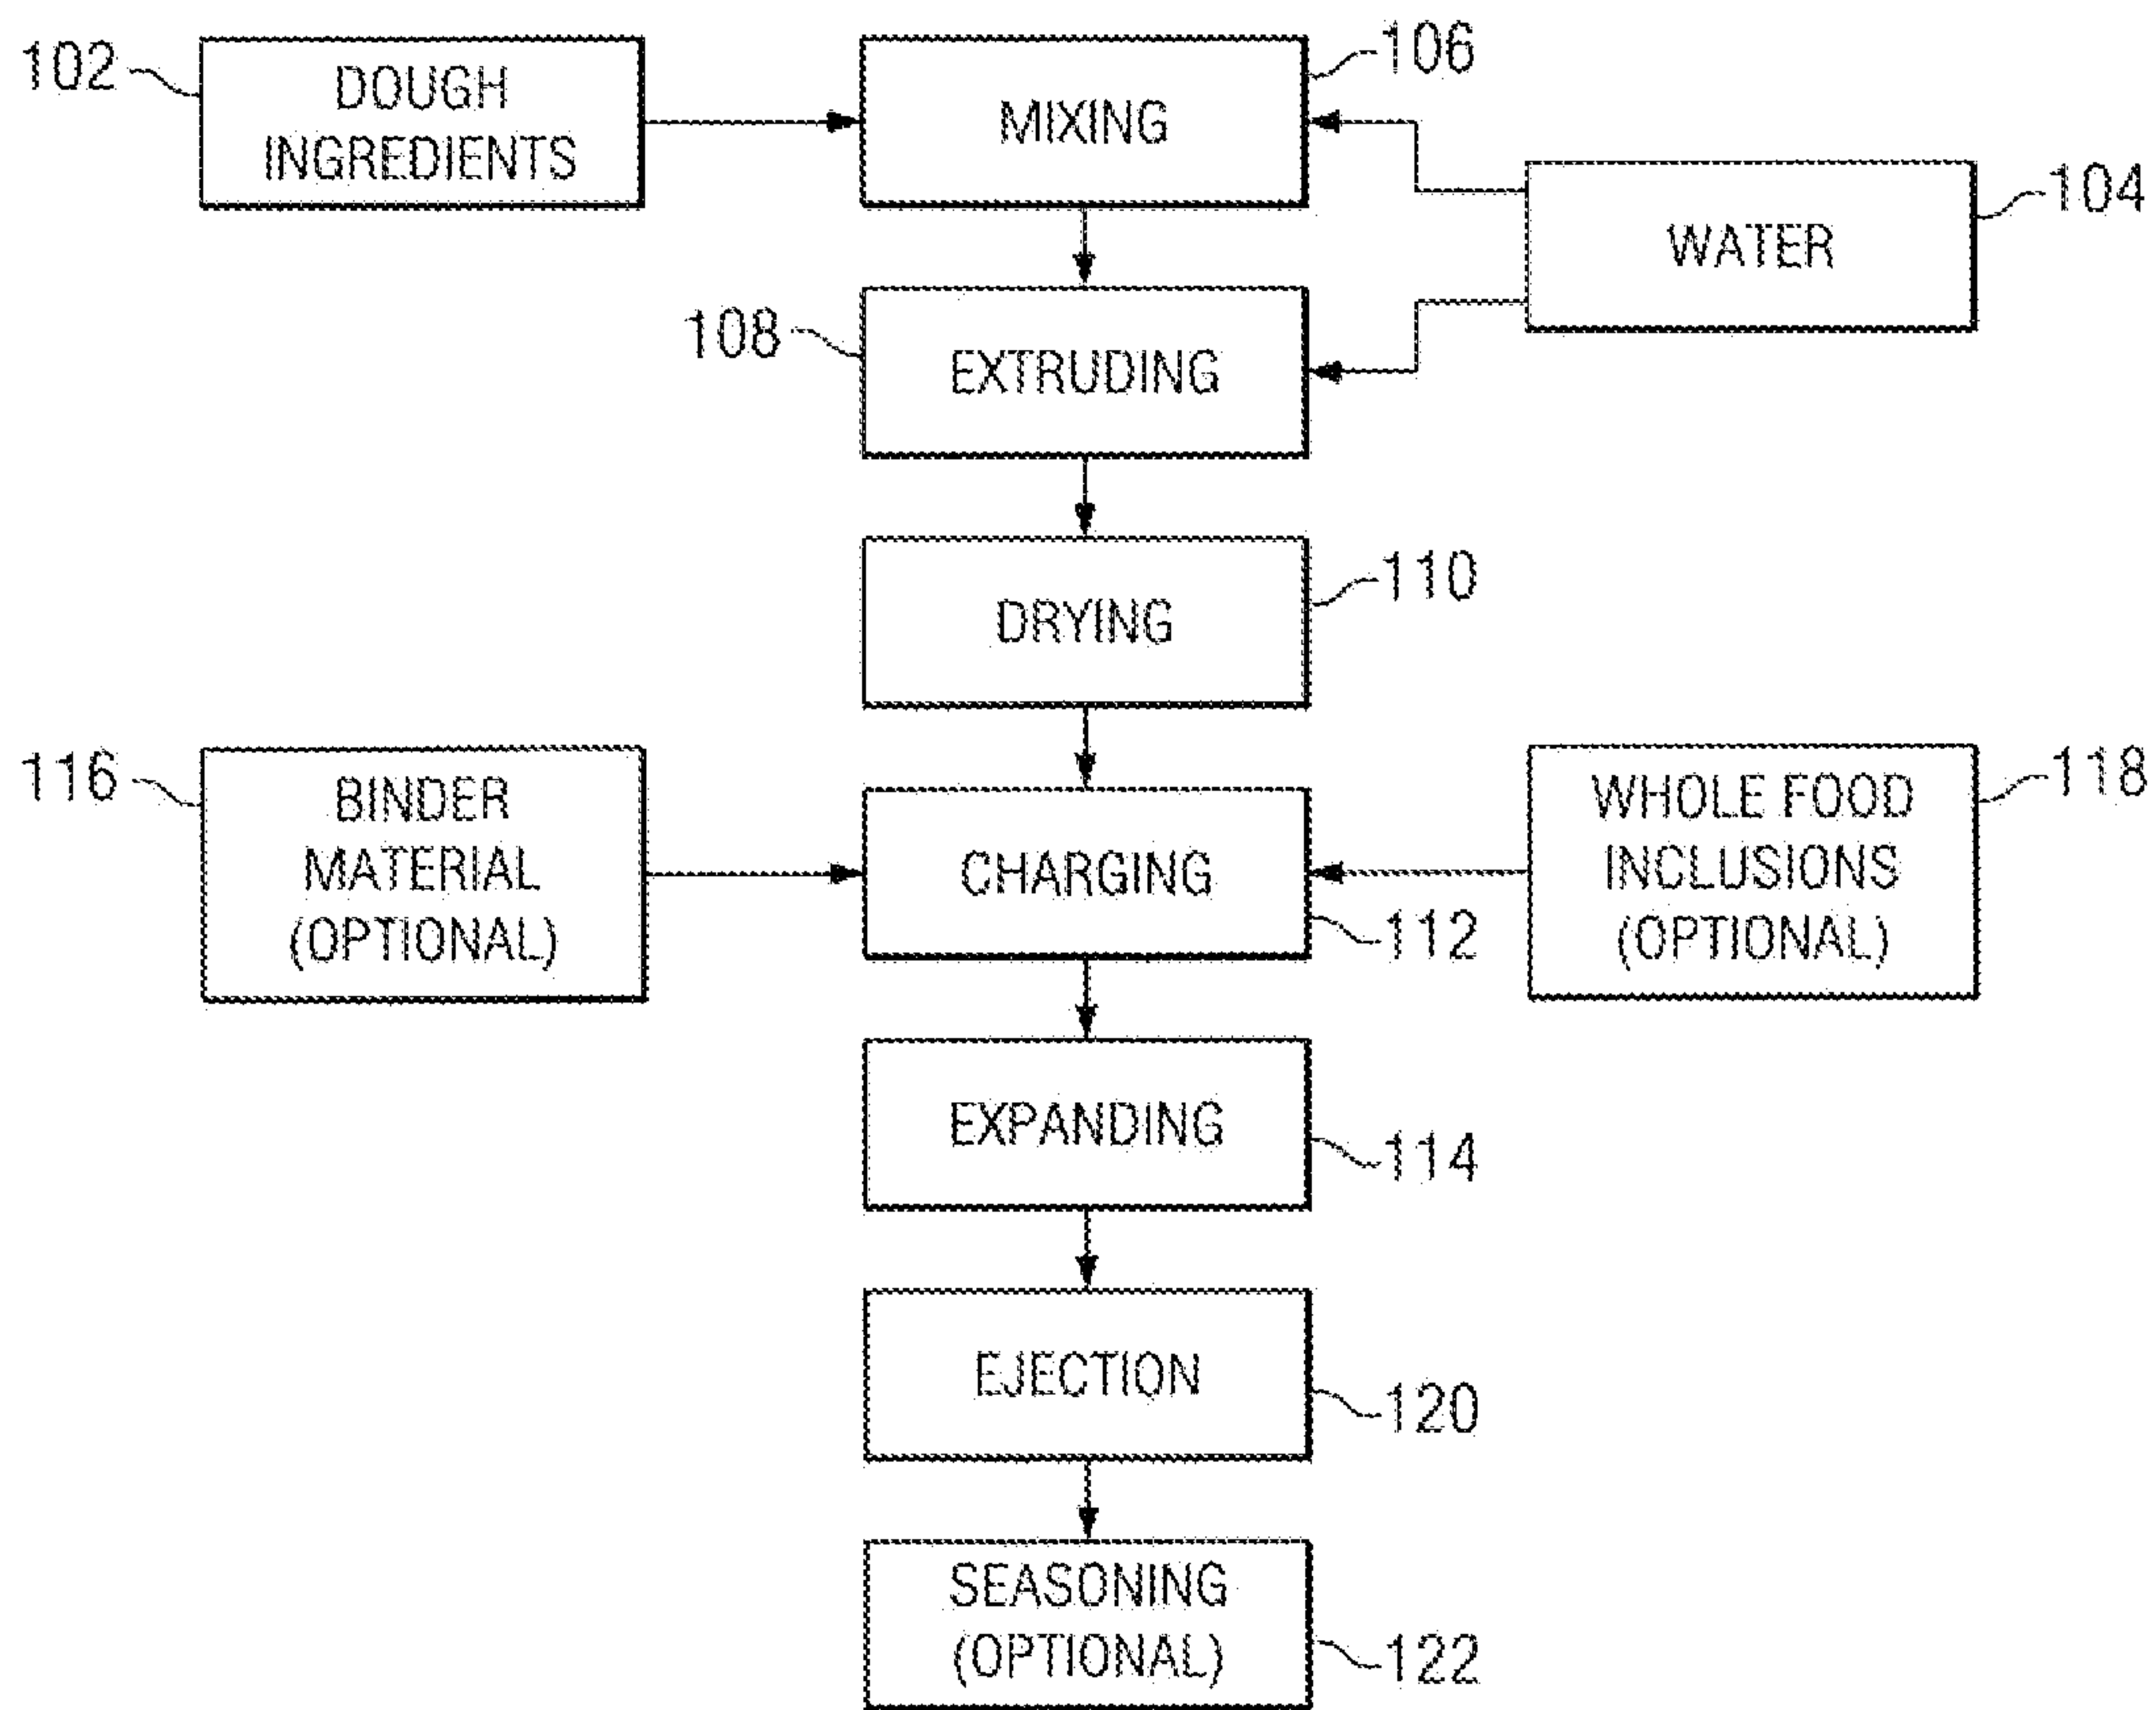 102
DOUGH
INGREDIENTS
106
MIXING
104
WATER
108
EXTRUDING
110
DRYING
116
BINDER
MATERIAL
(OPTIONAL)
CHARGING
112
118
WHOLE FOOD
INCLUSIONS
(OPTIONAL)
EXPANDING
114
EJECTION
120
SEASONING
(OPTIONAL)
122